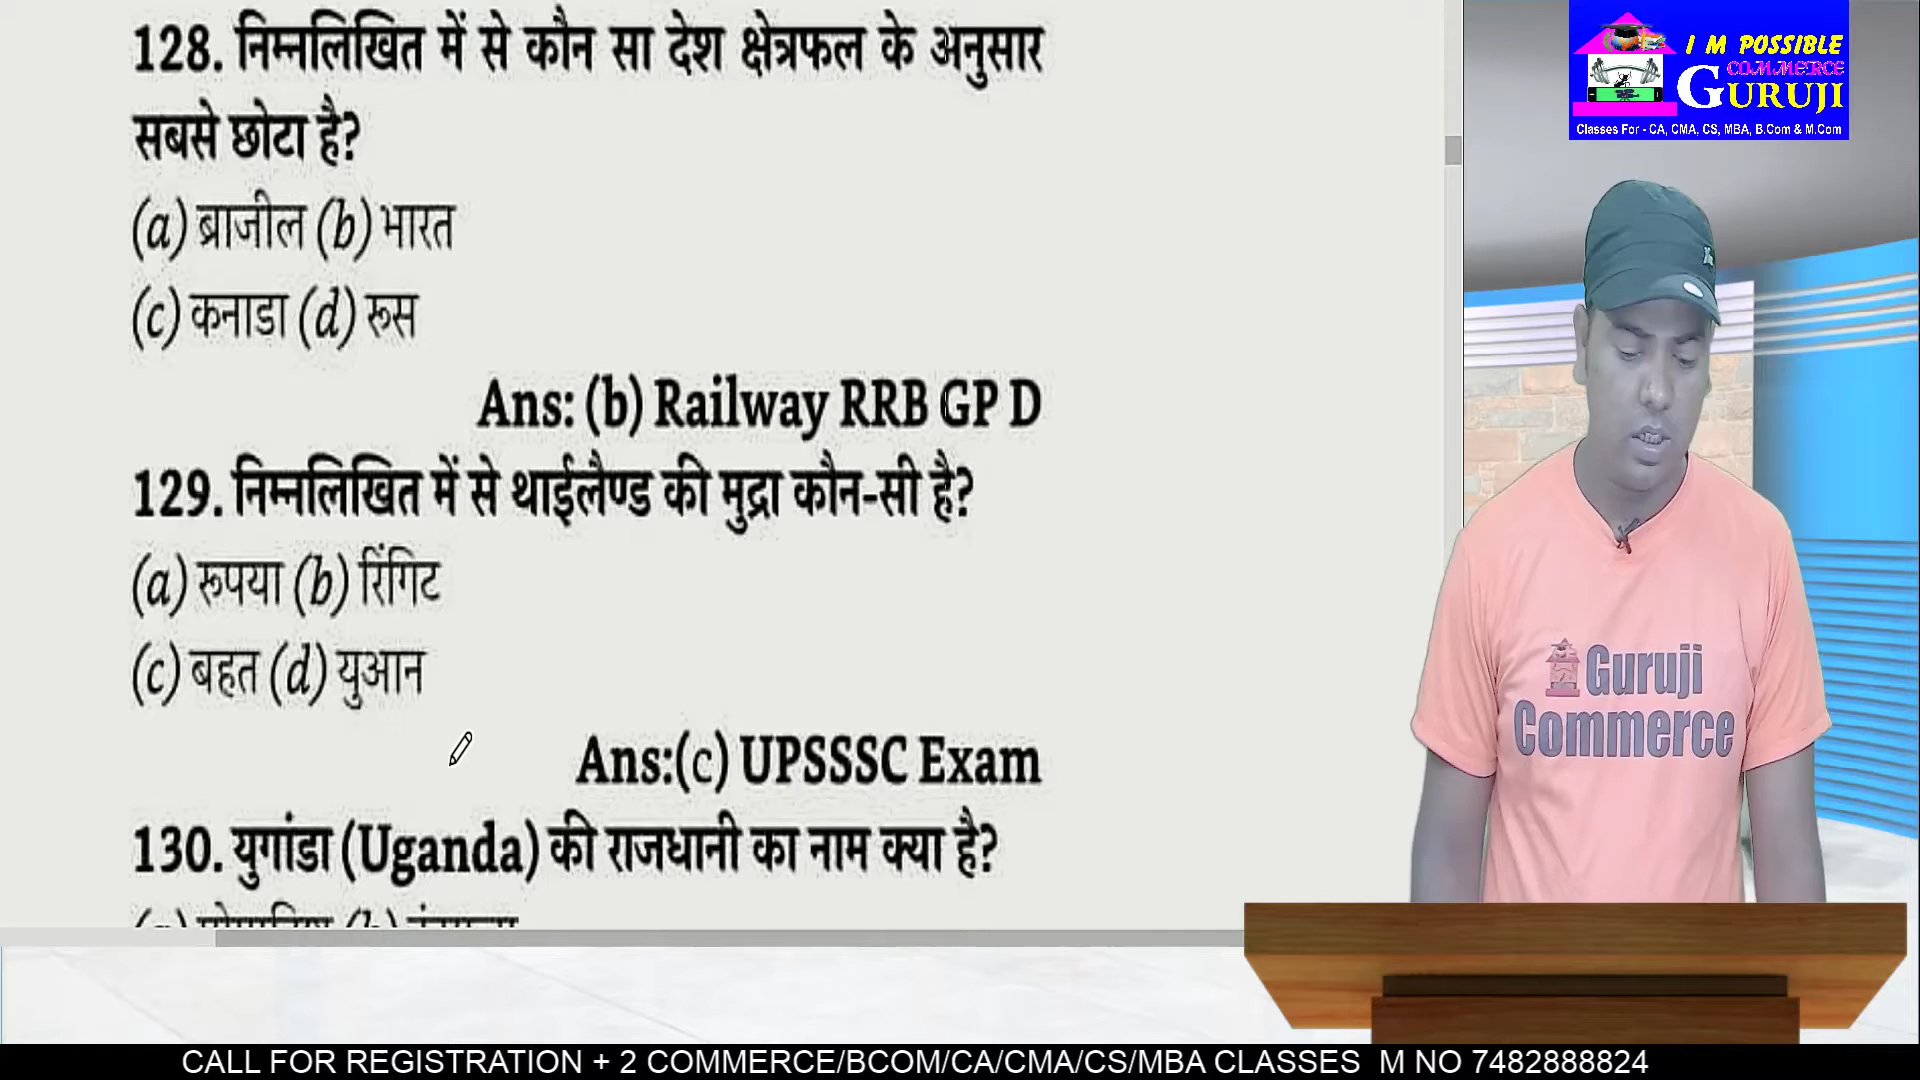 128. निम्नलिखित में से कौन सा देश क्षेत्रफल के अनुसार
सबसे छोटा है?
(a) ब्राजील (b) भारत
(c) कनाडा (d) रूस
Ans: (b) Railway RRB GP D
129. निम्नलिखित में से थाईलैण्ड की मुद्रा कौन-सी है?
(a) रूपया (b) रिंगिट
(c) बहत (d) युआन
Ans:(c) UPSSSC Exam
130. युगांडा (Uganda) की राजधानी का नाम क्या है?
I M POSSIBLE
COMMERCE
GURUJI
Classes For - CA, CMA, CS, MBA, B.Com & M.Com
Guruji
Commerce
CALL FOR REGISTRATION + 2 COMMERCE/BCOM/CA/CMA/CS/MBA CLASSES M NO 7482888824